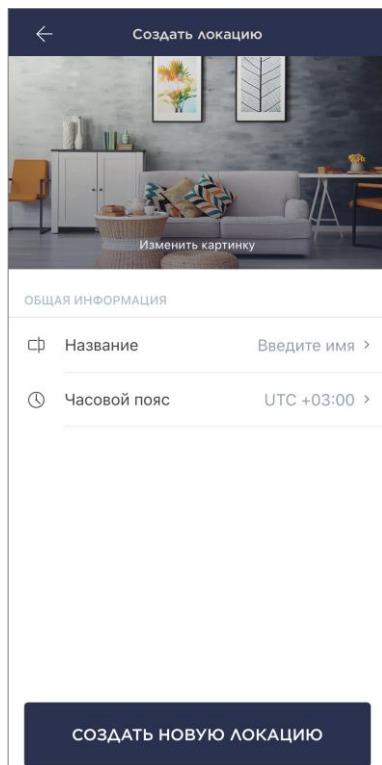 Создать локацию
Изменить картинку
ОБЩАЯ ИНФОРМАЦИЯ
Название Введите имя
Часовой пояс UTC +03:00
СОЗДАТЬ НОВУЮ ЛОКАЦИЮ